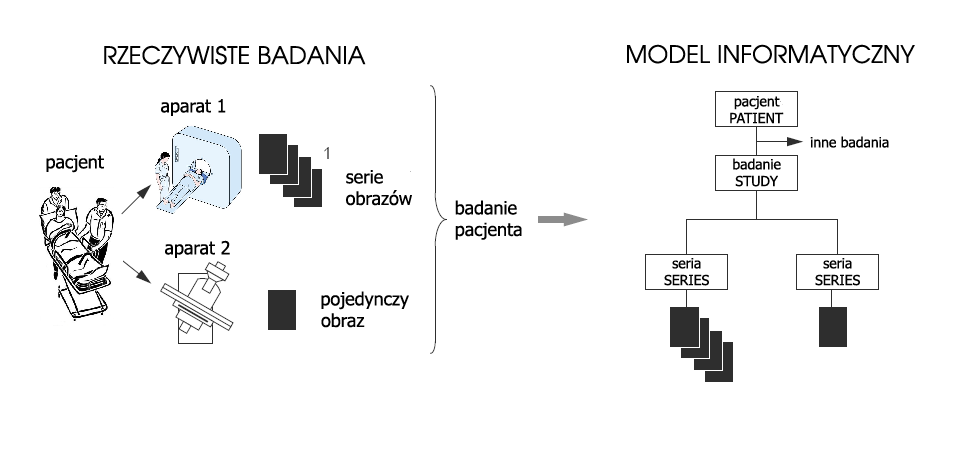 RZECZYWISTE BADANIA
pacjent
aparat 1
1
serie
obrazów
aparat 2
pojedynczy
obraz
badanie
pacjenta
MODEL INFORMATYCZNY
pacjent
PATIENT
inne badania
badanie
STUDY
seria
SERIES
seria
SERIES